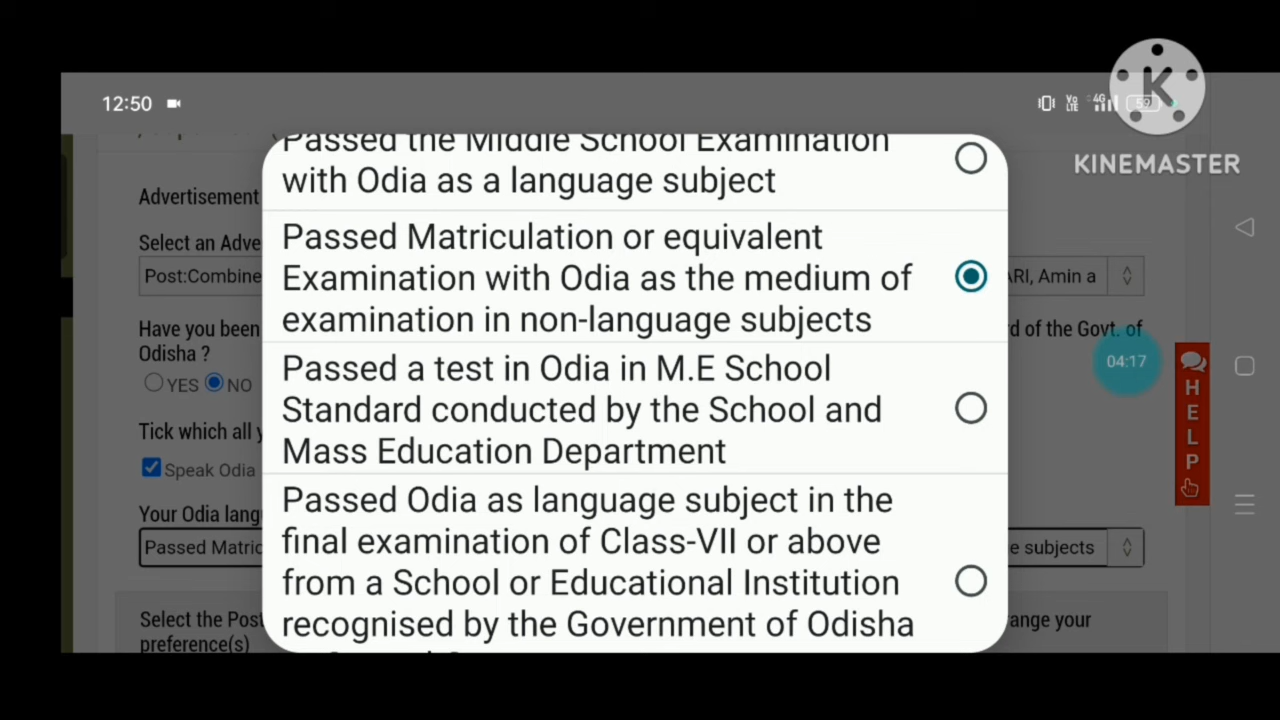 12:50
Vo LTE 4G 59
KINEMASTER
Passed the Middle School Examination
with Odia as a language subject
Passed Matriculation or equivalent
Examination with Odia as the medium of
examination in non-language subjects
Passed a test in Odia in M.E School
Standard conducted by the School and
Mass Education Department
Passed Odia as language subject in the
final examination of Class-VII or above
from a School or Educational Institution
recognised by the Government of Odisha
Advertisement
Select an Adve
Post:Combine ARI, Amin a
Have you been rd of the Govt. of
Odisha ?
YES NO
04:17
Tick which all y
Speak Odia
Your Odia lang
Passed Matric e subjects
Select the Post ange your
preference(s)
HELP